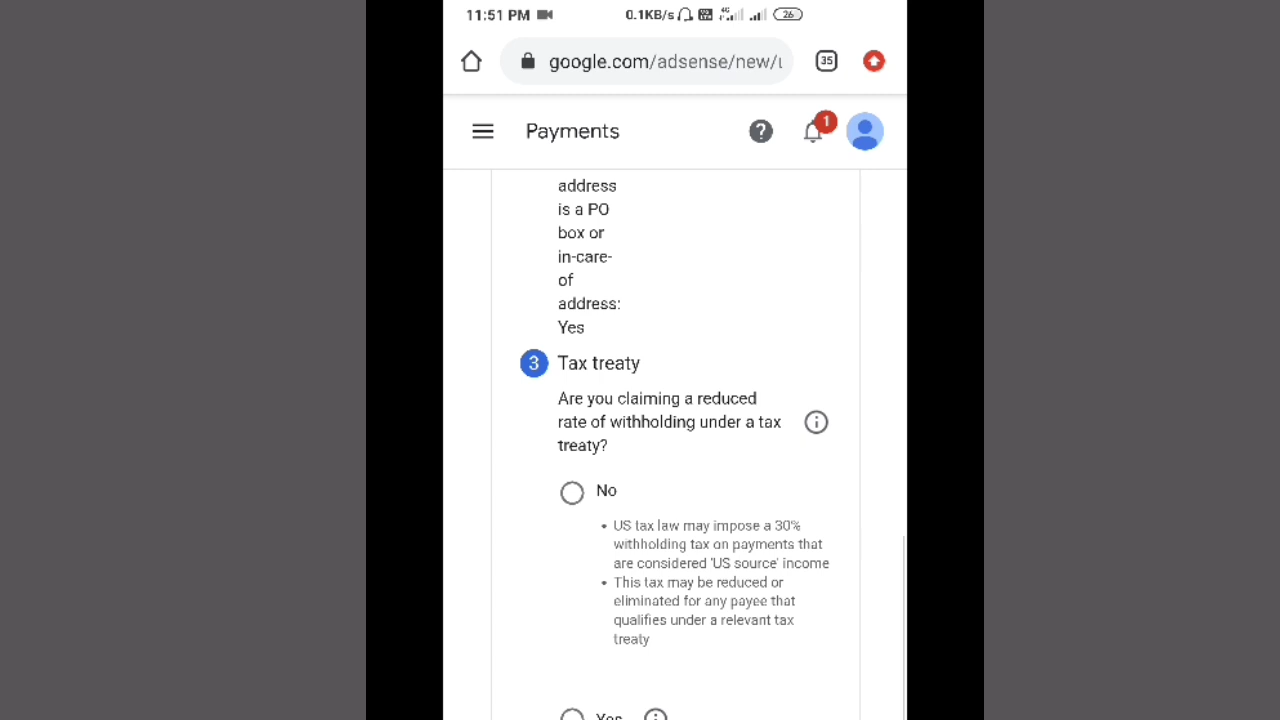 11:51 PM 0.1KB/s 4G 26
google.com/adsense/new/u 35
Payments 1
address
is a PO
box or
in-care-
of
address:
Yes
3 Tax treaty
Are you claiming a reduced
rate of withholding under a tax
treaty?
No
• US tax law may impose a 30%
withholding tax on payments that
are considered 'US source' income
• This tax may be reduced or
eliminated for any payee that
qualifies under a relevant tax
treaty
Yes